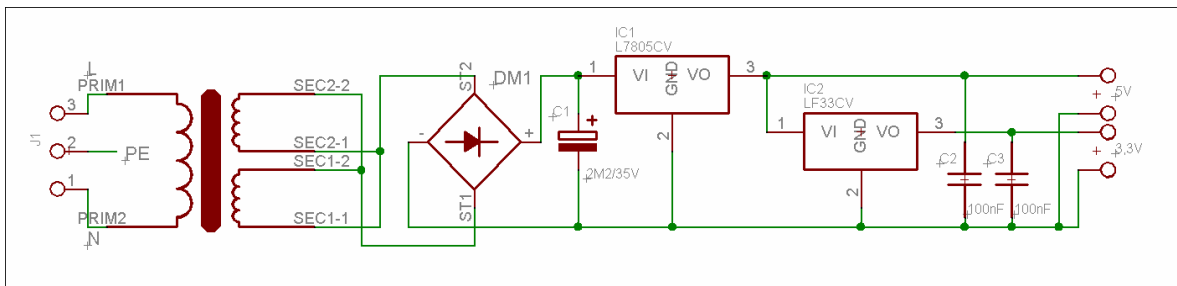 J1
3
2
1
L
PRIM1
PE
PRIM2
N
SEC2-2
SEC2-1
SEC1-2
SEC1-1
ST2
DM1
-
+
ST1
C1
+
2M2/35V
IC1
L7805CV
1
VI
GND
VO
3
2
IC2
LF33CV
1
VI
GND
VO
3
2
C2
100nF
C3
100nF
+
5V
+
3,3V